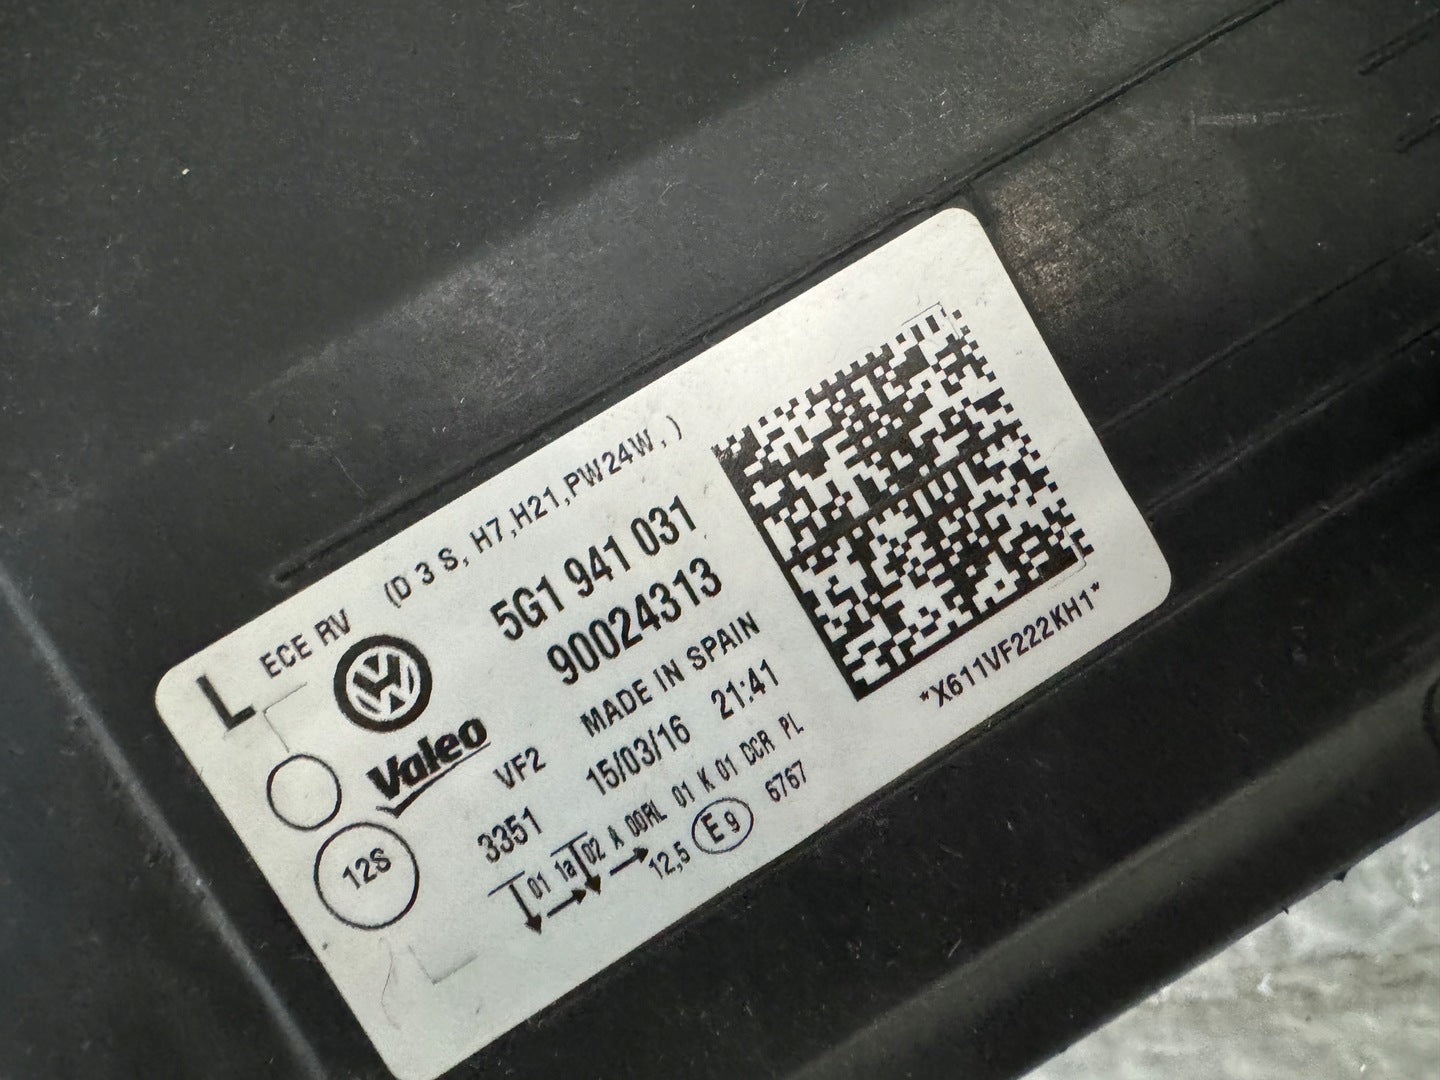 L ECE RV (D 3 S, H7,H21,PW24W, )
5G1 941 031
90024313
Valeo
VF2 MADE IN SPAIN
3351 15/03/16 21:41
01 1a 02 A 00RL 01 K 01 DCR PL
12,5 E9 6767
12S
*X611VF222KH1*